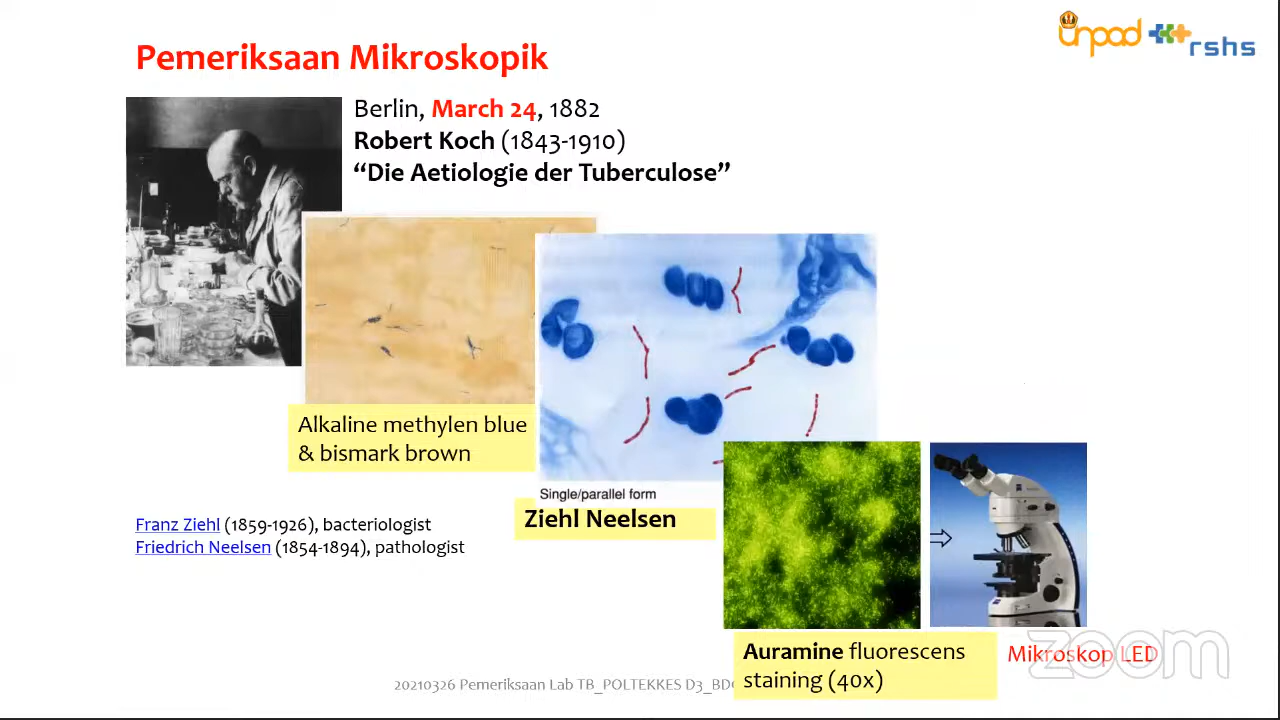 Pemeriksaan Mikroskopik
unpad
rshs
Berlin, March 24, 1882
Robert Koch (1843-1910)
“Die Aetiologie der Tuberculose”
Alkaline methylen blue
& bismark brown
Single/parallel form
Ziehl Neelsen
Franz Ziehl (1859-1926), bacteriologist
Friedrich Neelsen (1854-1894), pathologist
Auramine fluorescens
staining (40x)
Mikroskop LED
zoom
20210326 Pemeriksaan Lab TB_POLTEKKES D3_BD